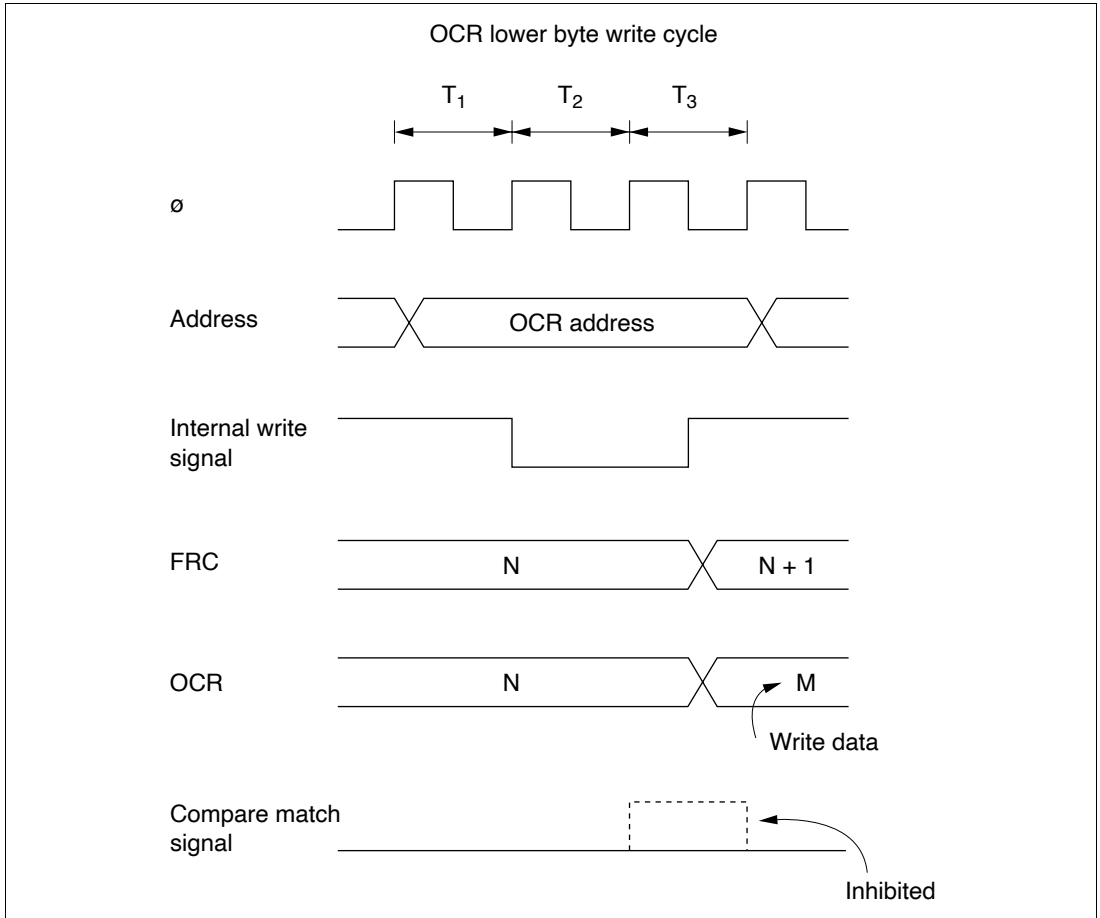 OCR lower byte write cycle
T1 T2 T3
ø
Address
OCR address
Internal write
signal
FRC
N
N + 1
OCR
N
M
Write data
Compare match
signal
Inhibited